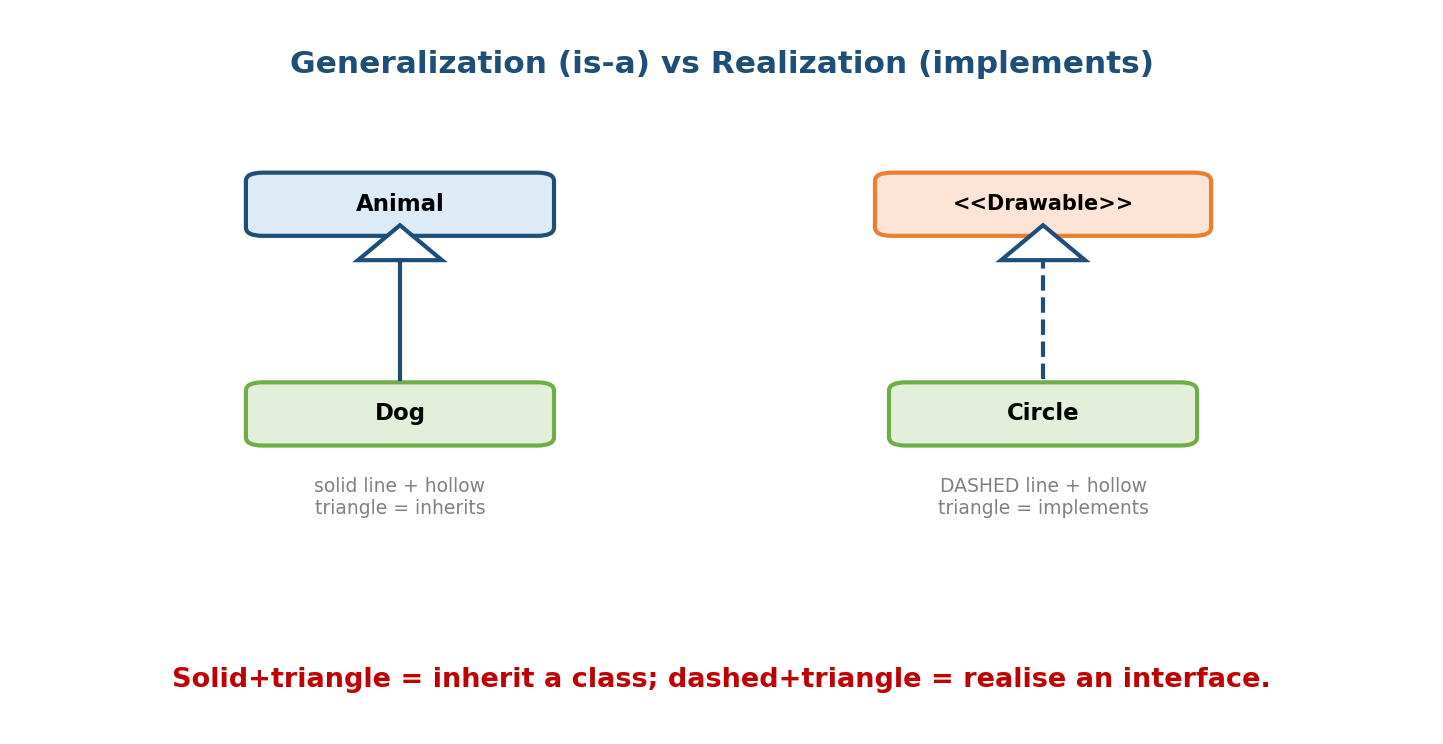 Generalization (is-a) vs Realization (implements)
Animal
<<Drawable>>
Dog
Circle
solid line + hollow
triangle = inherits
DASHED line + hollow
triangle = implements
Solid+triangle = inherit a class; dashed+triangle = realise an interface.